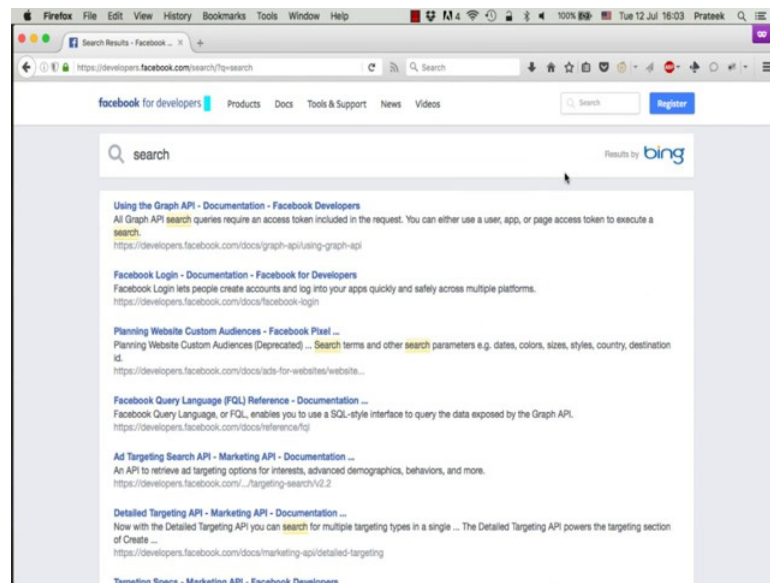 Firefox File Edit View History Bookmarks Tools Window Help 4 100% Tue 12 Jul 16:03 Prateek
Search Results - Facebook ...
https://developers.facebook.com/search/?q=search Search
facebook for developers Products Docs Tools & Support News Videos Search Register
search Results by bing
Using the Graph API - Documentation - Facebook Developers
All Graph API search queries require an access token included in the request. You can either use a user, app, or page access token to execute a
search.
https://developers.facebook.com/docs/graph-api/using-graph-api
Facebook Login - Documentation - Facebook for Developers
Facebook Login lets people create accounts and log into your apps quickly and safely across multiple platforms.
https://developers.facebook.com/docs/facebook-login
Planning Website Custom Audiences - Facebook Pixel ...
Planning Website Custom Audiences (Deprecated) ... Search terms and other search parameters e.g. dates, colors, sizes, styles, country, destination
id.
https://developers.facebook.com/docs/ads-for-websites/website...
Facebook Query Language (FQL) Reference - Documentation ...
Facebook Query Language, or FQL, enables you to use a SQL-style interface to query the data exposed by the Graph API.
https://developers.facebook.com/docs/reference/fql
Ad Targeting Search API - Marketing API - Documentation ...
An API to retrieve ad targeting options for interests, advanced demographics, behaviors, and more.
https://developers.facebook.com/.../targeting-search/v2.2
Detailed Targeting API - Marketing API - Documentation ...
Now with the Detailed Targeting API you can search for multiple targeting types in a single ... The Detailed Targeting API powers the targeting section
of Create ...
https://developers.facebook.com/docs/marketing-api/detailed-targeting
Targeting Specs - Marketing API - Facebook Developers